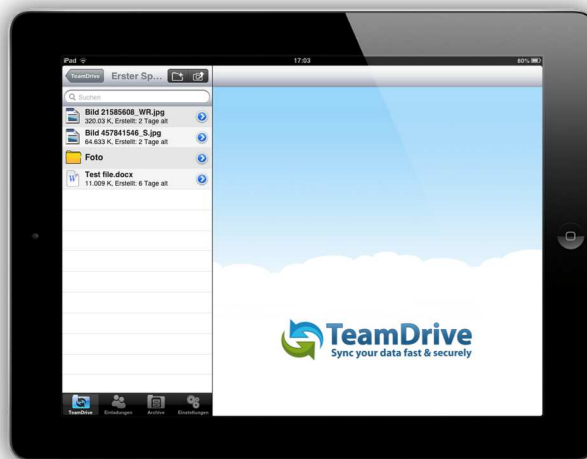 iPad
17:03
80%
TeamDrive
Erster Sp...
Suchen
Bild 21585608_WR.jpg
320.03 K, Erstellt: 2 Tage alt
Bild 457841546_S.jpg
64.633 K, Erstellt: 2 Tage alt
Foto
Test file.docx
11.009 K, Erstellt: 6 Tage alt
TeamDrive
Sync your data fast & securely
TeamDrive
Einladungen
Archive
Einstellungen